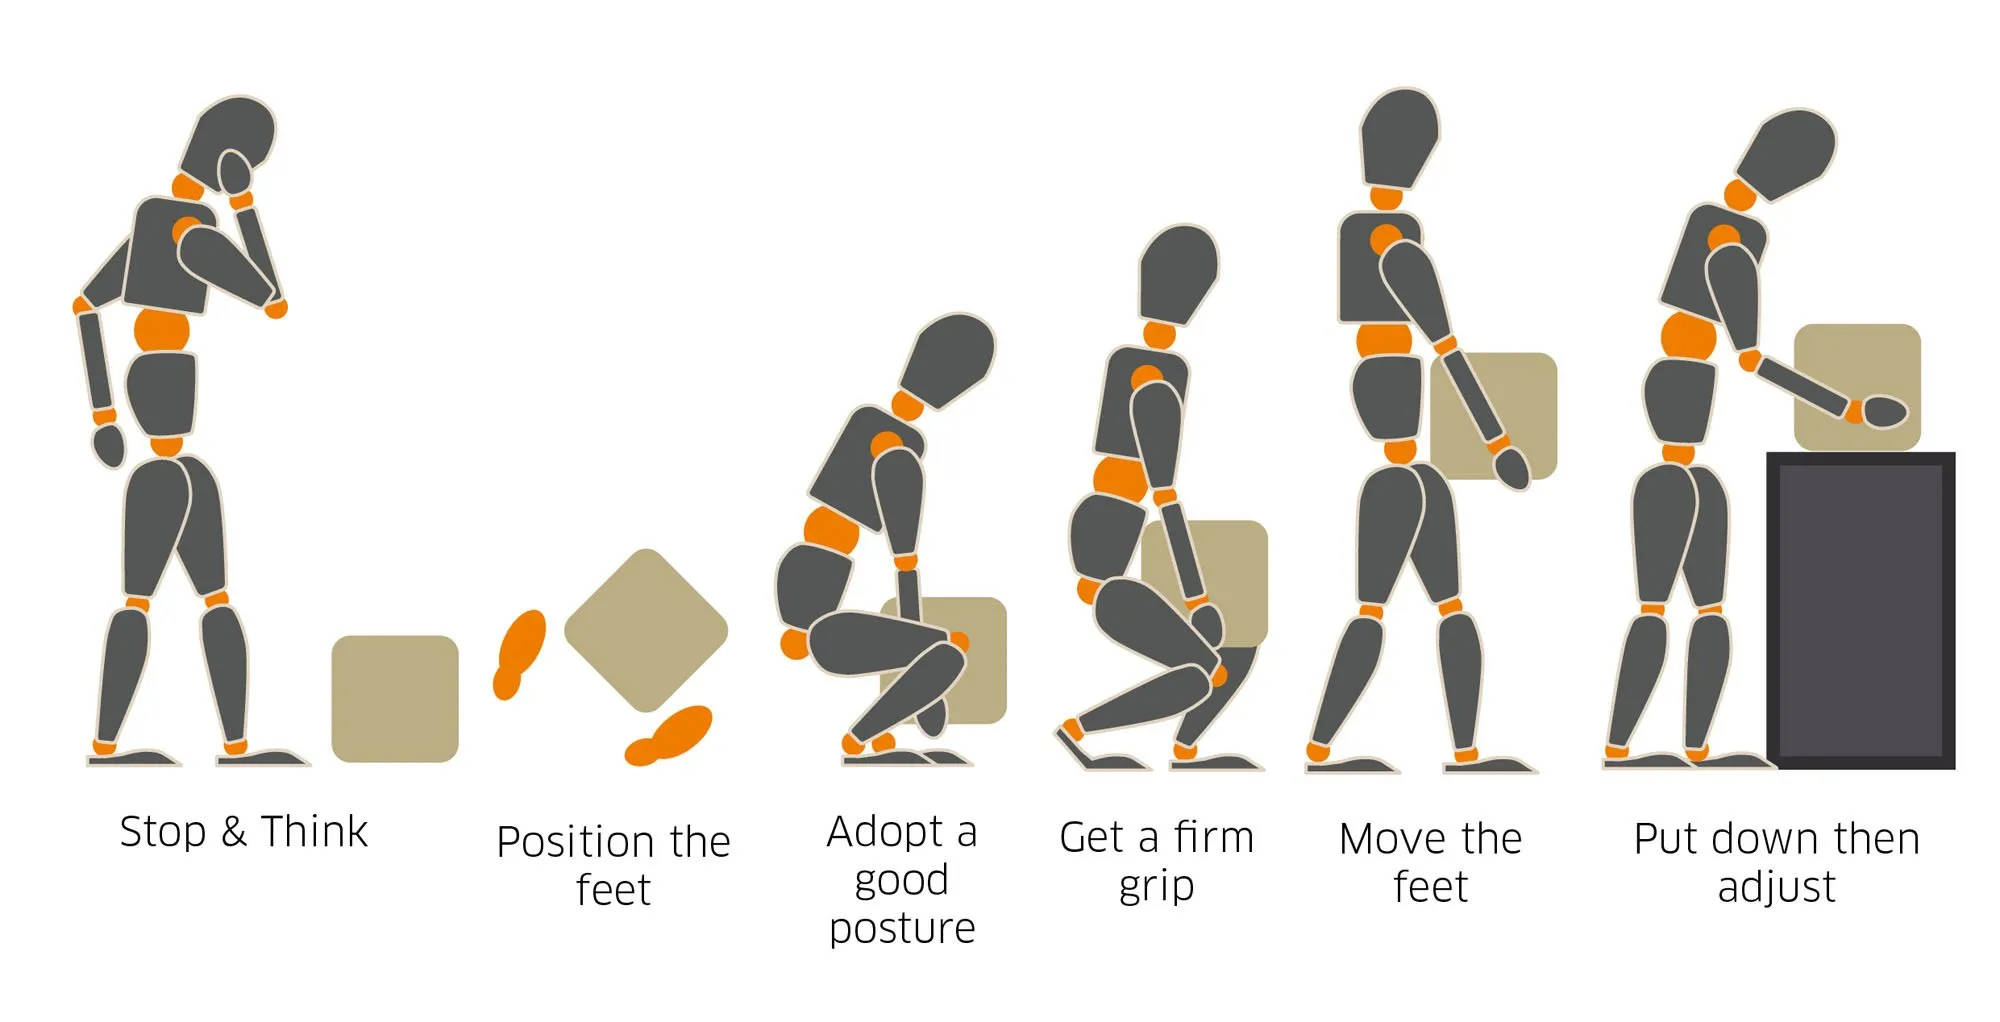 Stop & Think
Position the
feet
Adopt a
good
posture
Get a firm
grip
Move the
feet
Put down then
adjust